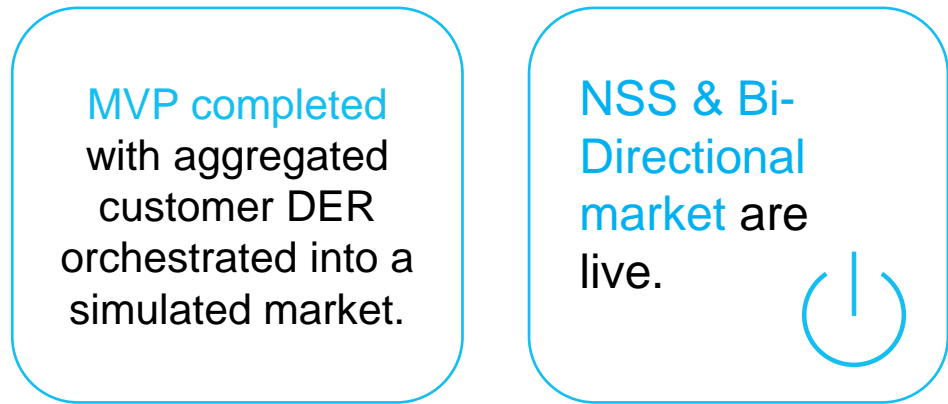 MVP completed
with aggregated
customer DER
orchestrated into a
simulated market.
NSS & Bi-
Directional
market are
live.